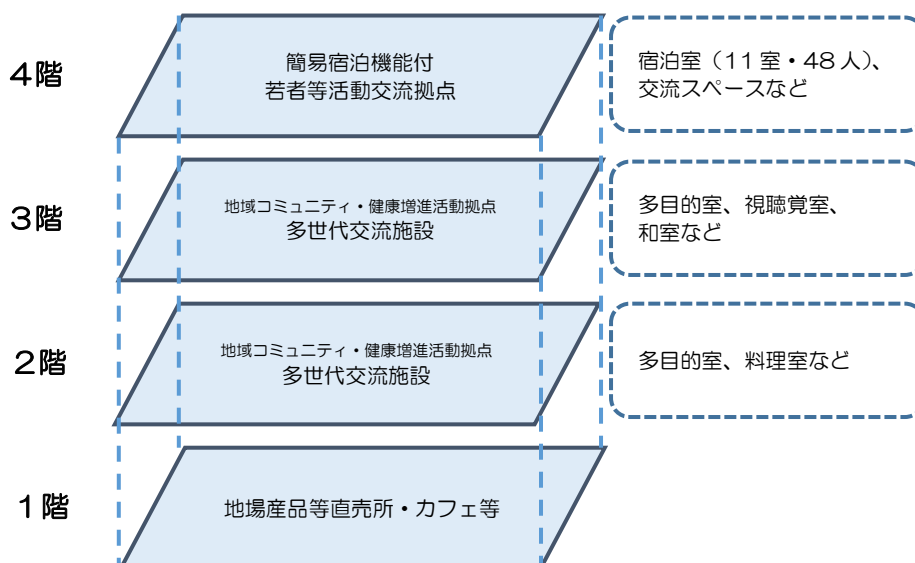 4階
簡易宿泊機能付
若者等活動交流拠点
宿泊室（11 室・48 人）、
交流スペースなど
3階
地域コミュニティ・健康増進活動拠点
多世代交流施設
多目的室、視聴覚室、
和室など
2階
地域コミュニティ・健康増進活動拠点
多世代交流施設
多目的室、料理室など
1階
地場産品等直売所・カフェ等